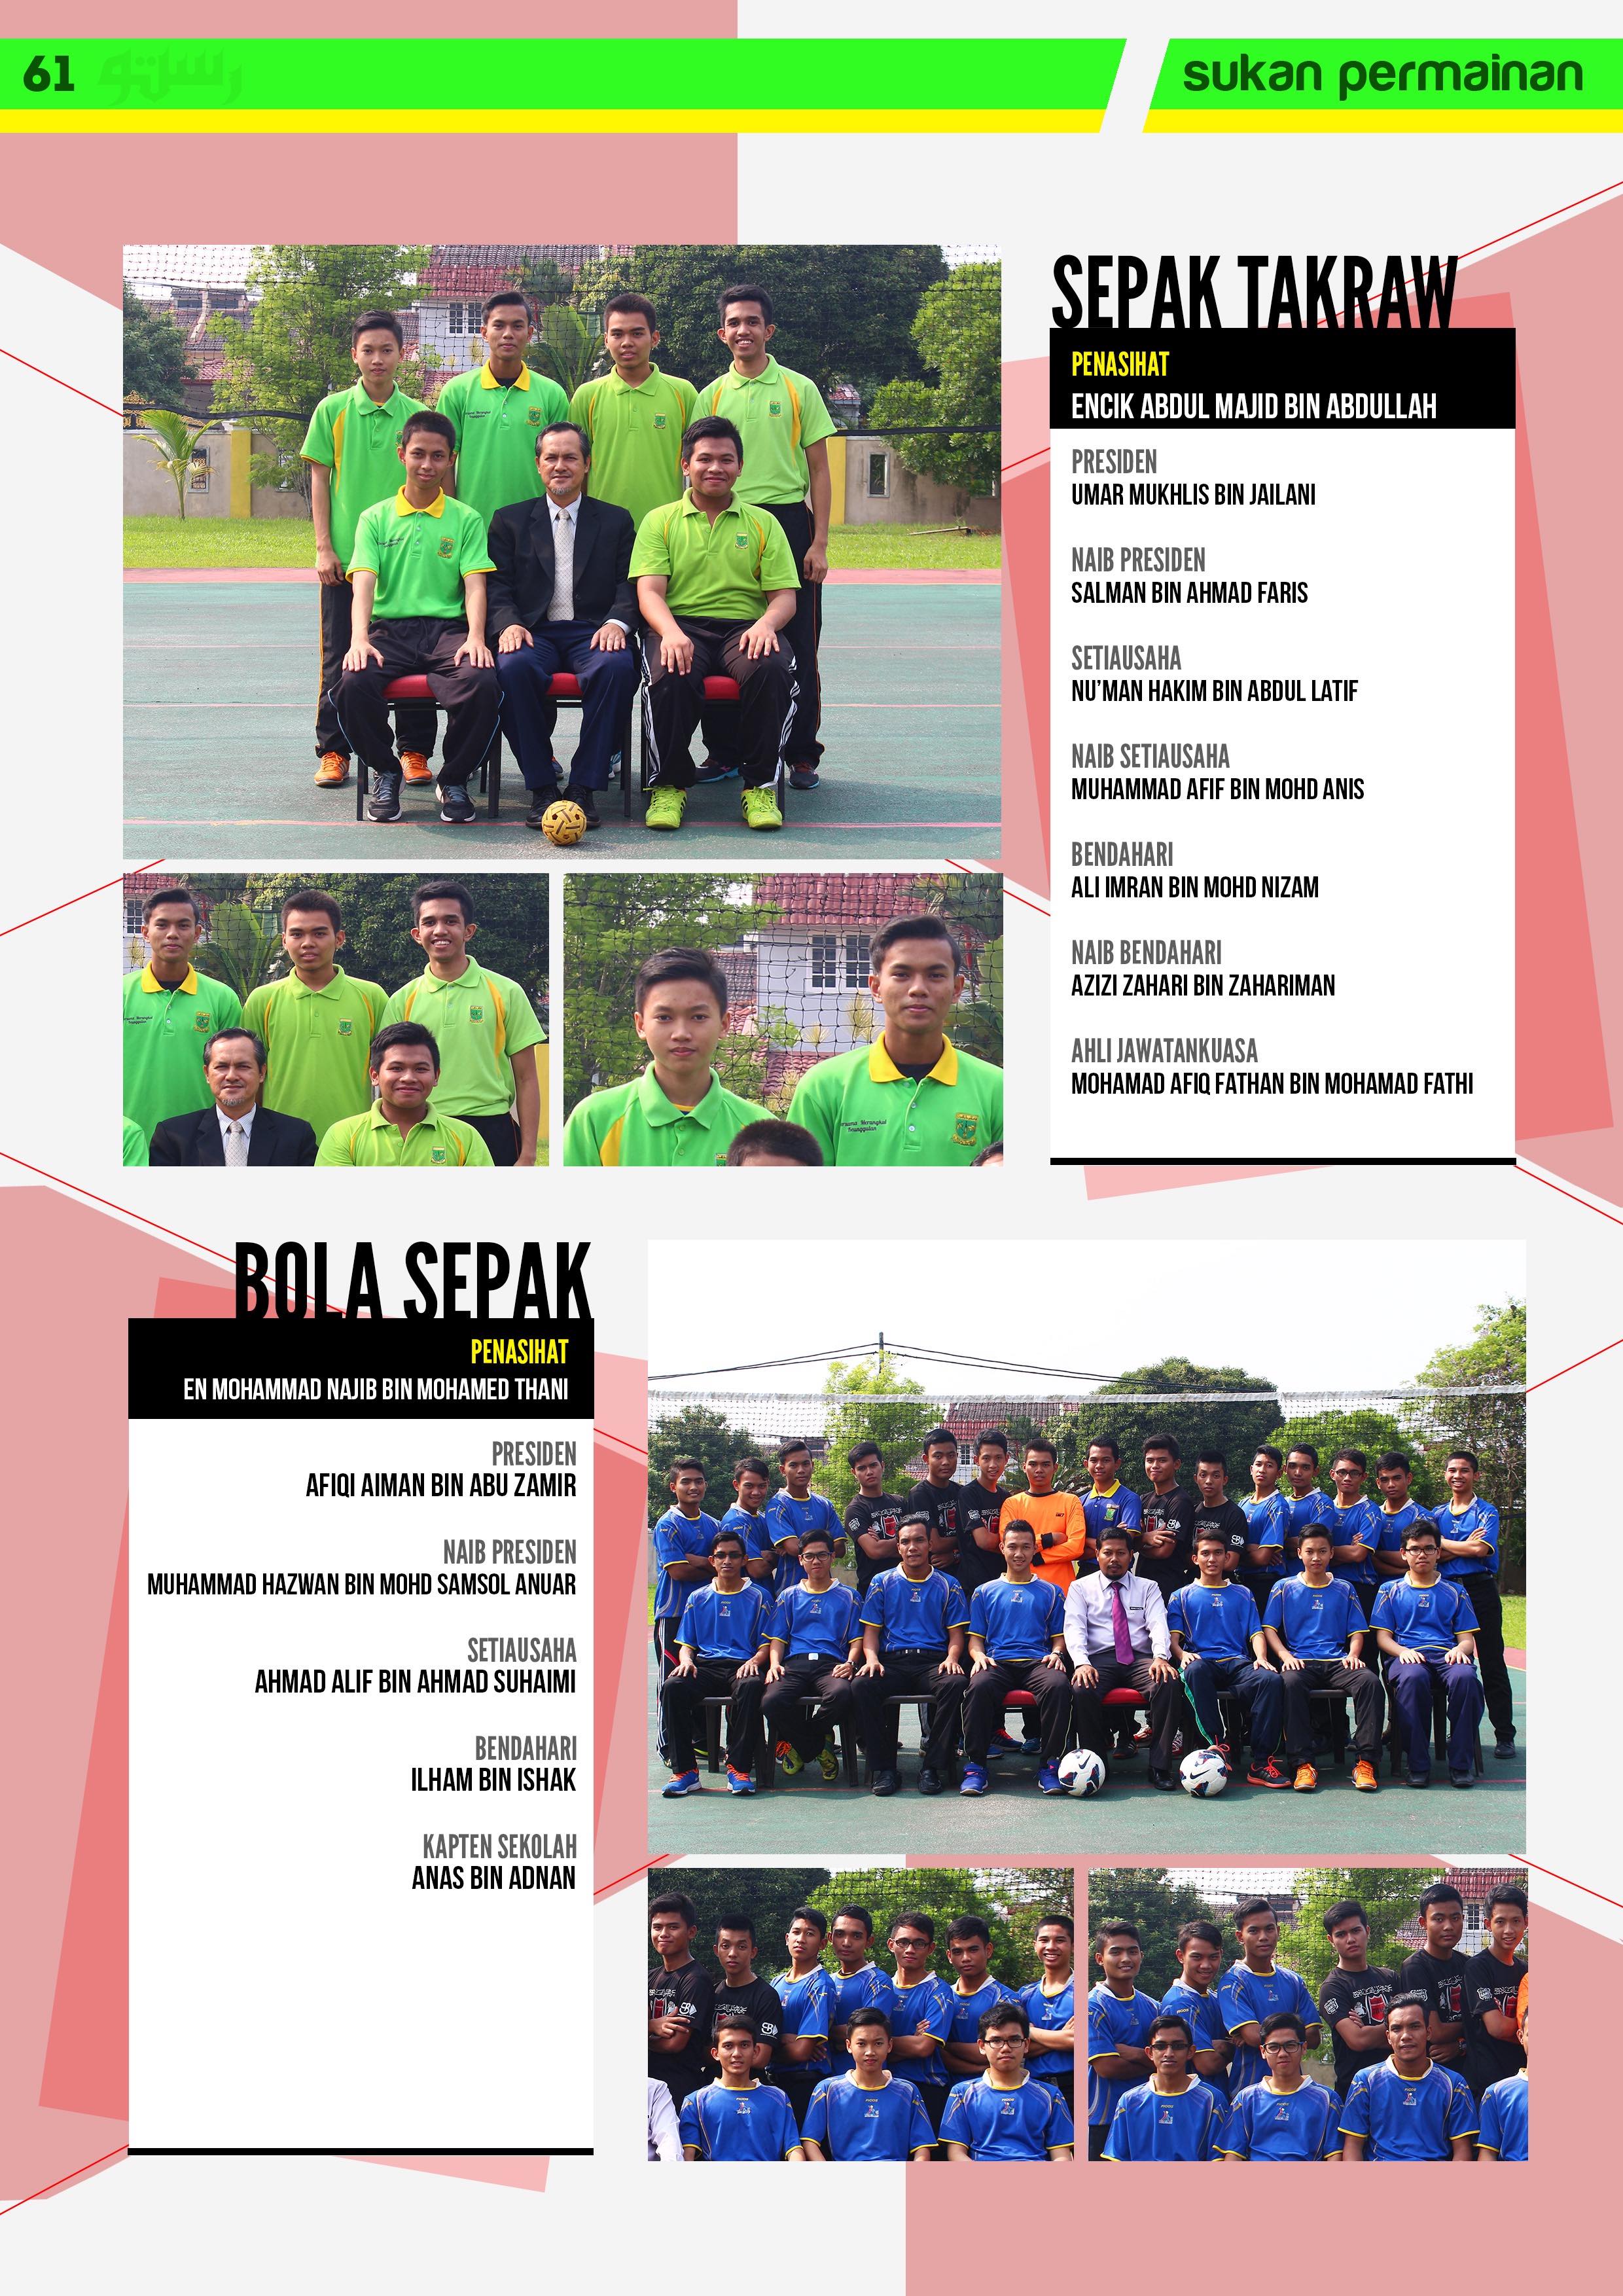 61 رستو
sukan permainan
SEPAK TAKRAW
PENASIHAT
ENCIK ABDUL MAJID BIN ABDULLAH
PRESIDEN
UMAR MUKHLIS BIN JAILANI
NAIB PRESIDEN
SALMAN BIN AHMAD FARIS
SETIAUSAHA
NU’MAN HAKIM BIN ABDUL LATIF
NAIB SETIAUSAHA
MUHAMMAD AFIF BIN MOHD ANIS
BENDAHARI
ALI IMRAN BIN MOHD NIZAM
NAIB BENDAHARI
AZIZI ZAHARI BIN ZAHARIMAN
AHLI JAWATANKUASA
MOHAMAD AFIQ FATHAN BIN MOHAMAD FATHI
BOLA SEPAK
PENASIHAT
EN MOHAMMAD NAJIB BIN MOHAMED THANI
PRESIDEN
AFIQI AIMAN BIN ABU ZAMIR
NAIB PRESIDEN
MUHAMMAD HAZWAN BIN MOHD SAMSOL ANUAR
SETIAUSAHA
AHMAD ALIF BIN AHMAD SUHAIMI
BENDAHARI
ILHAM BIN ISHAK
KAPTEN SEKOLAH
ANAS BIN ADNAN